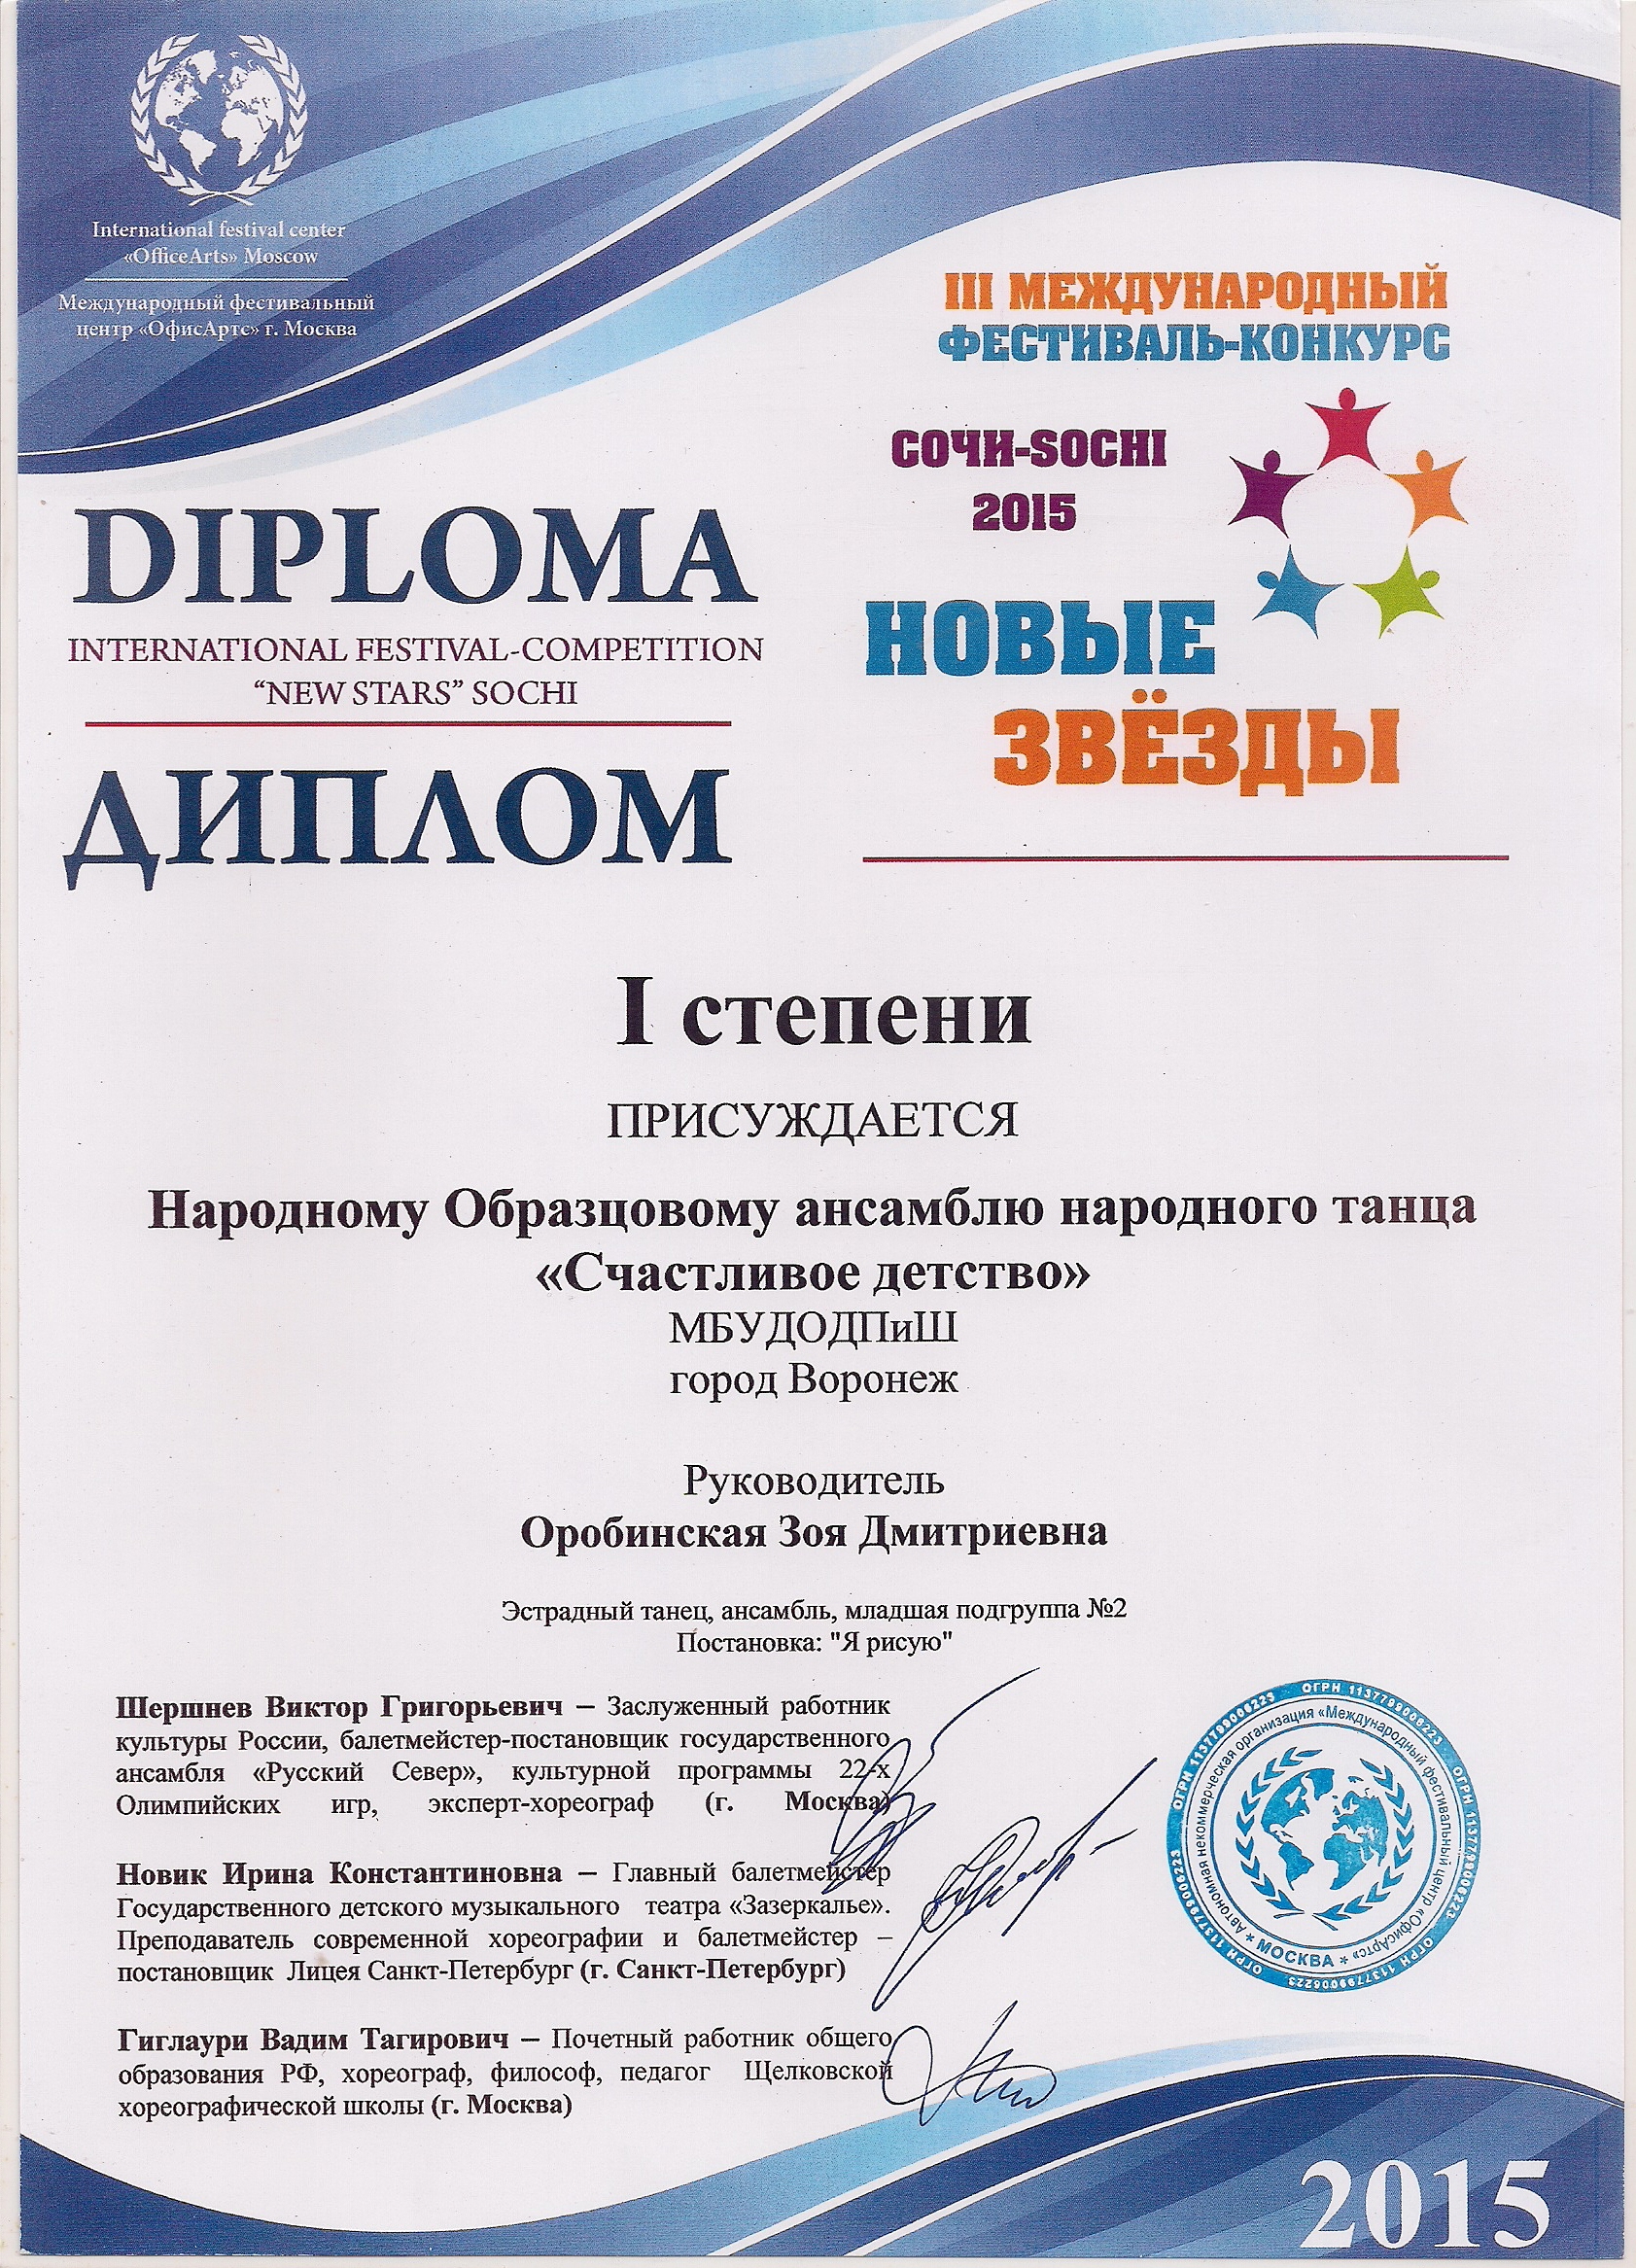 International festival center
«OfficeArts» Moscow
Международный фестивальный
центр «ОфисАртс» г. Москва
III МЕЖДУНАРОДНЫЙ
ФЕСТИВАЛЬ-КОНКУРС
СОЧИ-SOCHI
2015
НОВЫЕ
ЗВЁЗДЫ
DIPLOMA
INTERNATIONAL FESTIVAL-COMPETITION
“NEW STARS” SOCHI
ДИПЛОМ
I степени
ПРИСУЖДАЕТСЯ
Народному Образцовому ансамблю народного танца
«Счастливое детство»
МБУДОДПиШ
город Воронеж
Руководитель
Оробинская Зоя Дмитриевна
Эстрадный танец, ансамбль, младшая подгруппа №2
Постановка: "Я рисую"
Шершнев Виктор Григорьевич – Заслуженный работник
культуры России, балетмейстер-постановщик государственного
ансамбля «Русский Север», культурной программы 22-х
Олимпийских игр, эксперт-хореограф (г. Москва)
Новик Ирина Константиновна – Главный балетмейстер
Государственного детского музыкального театра «Зазеркалье».
Преподаватель современной хореографии и балетмейстер –
постановщик Лицея Санкт-Петербург (г. Санкт-Петербург)
Гиглаури Вадим Тагирович – Почетный работник общего
образования РФ, хореограф, философ, педагог Щелковской
хореографической школы (г. Москва)
ОГРН 1137799006223 ОГРН 1137799006223 ОГРН 1137799006223 ОГРН 1137799006223 ОГРН 1137799006223
Автономная некоммерческая организация «Международный фестивальный центр «ОфисАртс»
* МОСКВА *
2015